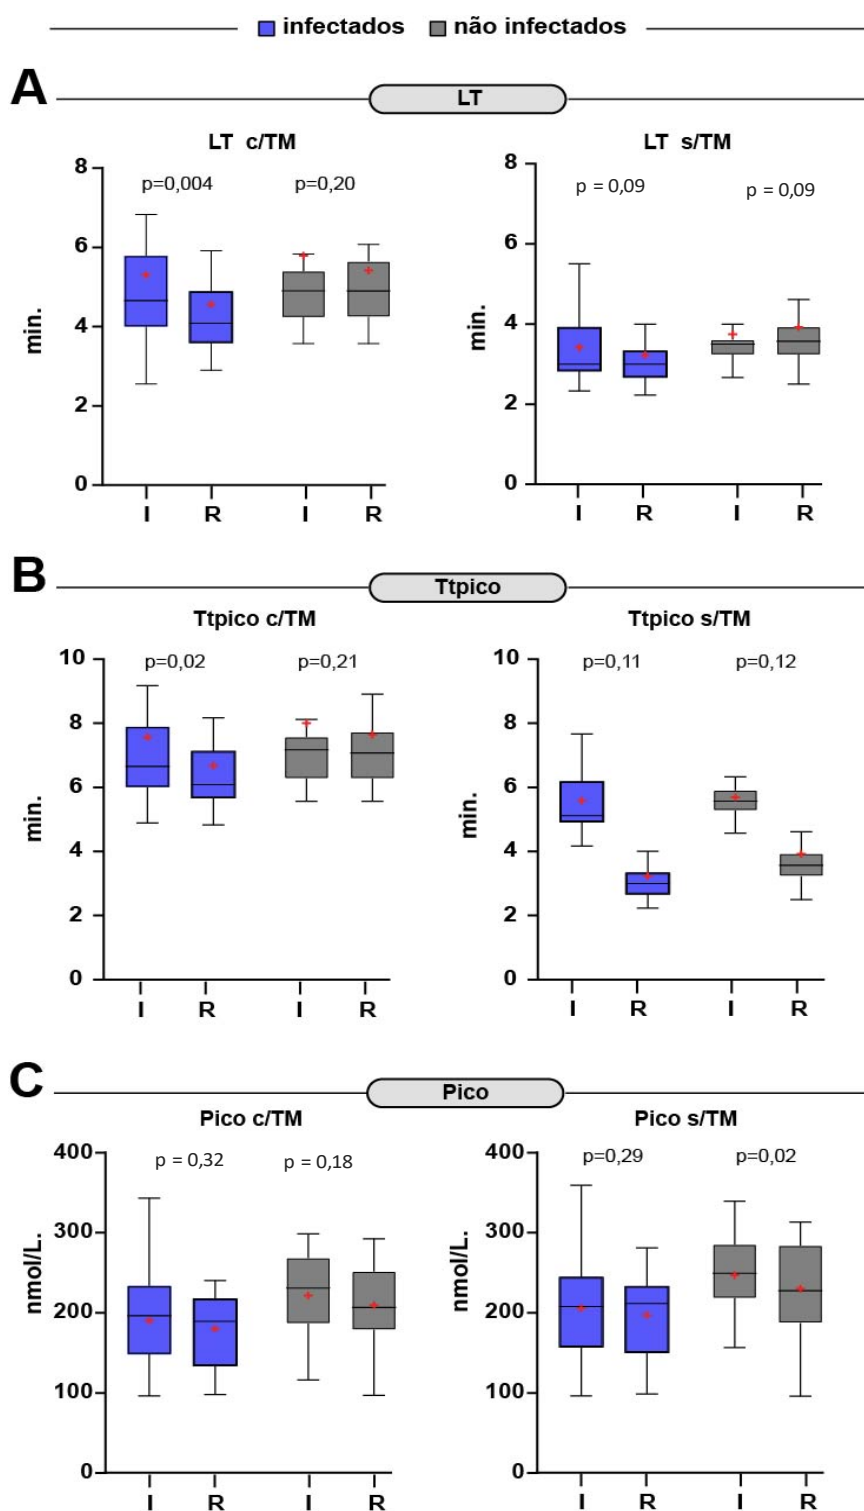 infectados não infectados
A
LT
LT c/TM
LT s/TM
8
6
4
2
0
min.
p=0,004
p=0,20
I R I R
8
6
4
2
0
min.
p = 0,09
p = 0,09
I R I R
B
Ttpico
Ttpico c/TM
Ttpico s/TM
10
8
6
4
2
0
min.
p=0,02
p=0,21
I R I R
10
8
6
4
2
0
min.
p=0,11
p=0,12
I R I R
C
Pico
Pico c/TM
Pico s/TM
400
300
200
100
0
nmol/L.
p = 0,32
p = 0,18
I R I R
400
300
200
100
0
nmol/L.
p=0,29
p=0,02
I R I R